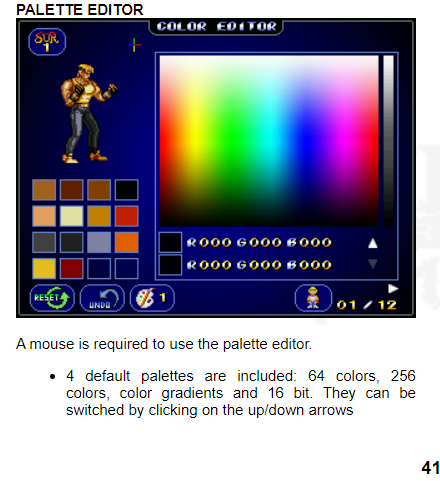 PALETTE EDITOR
COLOR EDITOR
SOR
1
R000 G000 B000
R000 G000 B000
RESET
UNDO
1
01 / 12
A mouse is required to use the palette editor.
• 4 default palettes are included: 64 colors, 256
colors, color gradients and 16 bit. They can be
switched by clicking on the up/down arrows
41